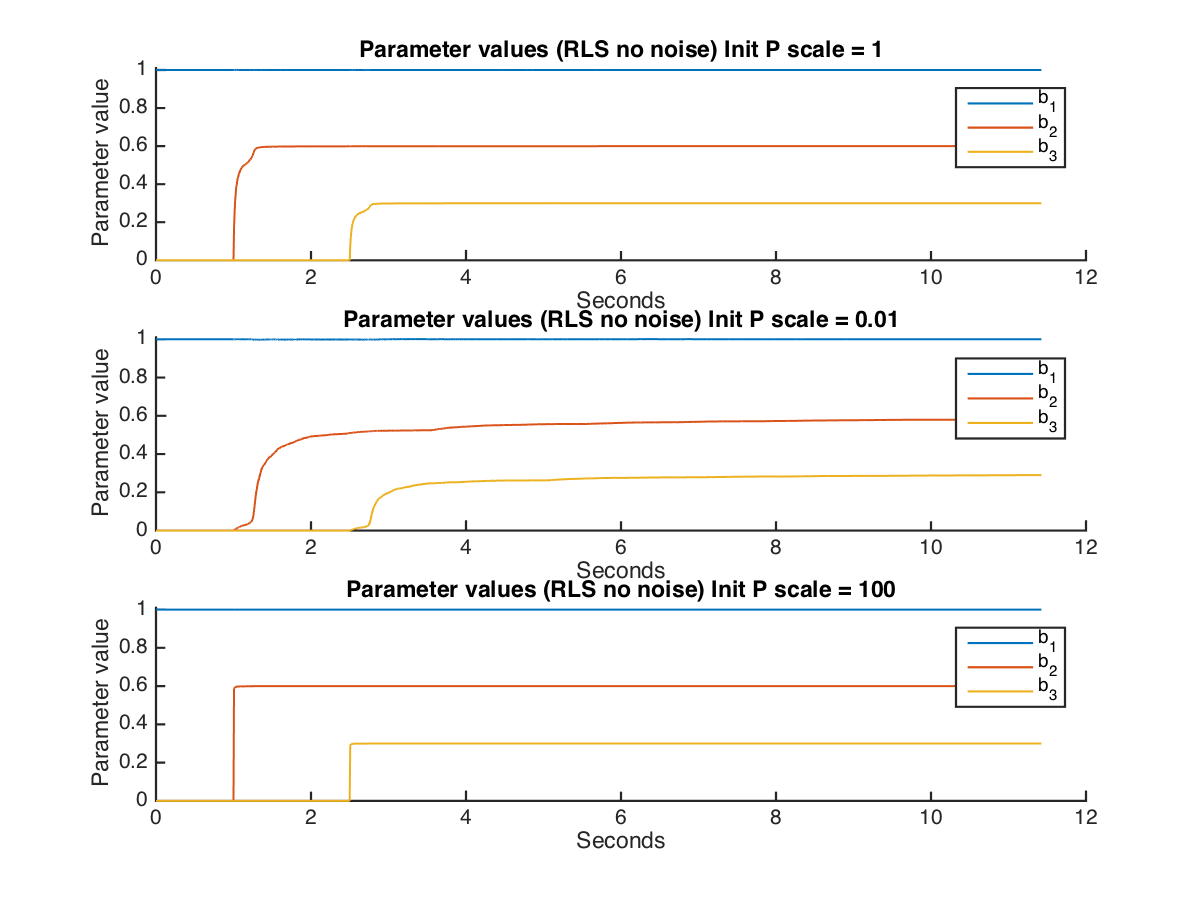 Parameter values (RLS no noise) Init P scale = 1
Parameter value
1
0.8
0.6
0.4
0.2
0
0 2 4 6 8 10 12
Seconds
b1
b2
b3
Parameter values (RLS no noise) Init P scale = 0.01
Parameter value
1
0.8
0.6
0.4
0.2
0
0 2 4 6 8 10 12
Seconds
b1
b2
b3
Parameter values (RLS no noise) Init P scale = 100
Parameter value
1
0.8
0.6
0.4
0.2
0
0 2 4 6 8 10 12
Seconds
b1
b2
b3